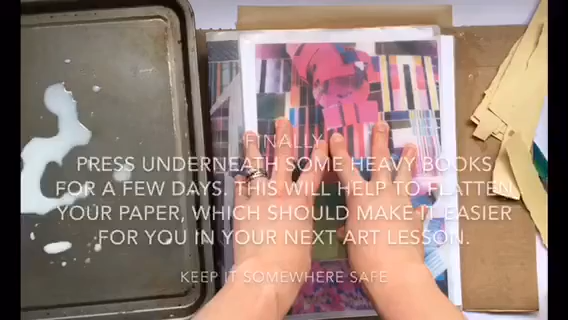 FINALLY
PRESS UNDERNEATH SOME HEAVY BOOKS
FOR A FEW DAYS. THIS WILL HELP TO FLATTEN
YOUR PAPER, WHICH SHOULD MAKE IT EASIER
FOR YOU IN YOUR NEXT ART LESSON.
KEEP IT SOMEWHERE SAFE